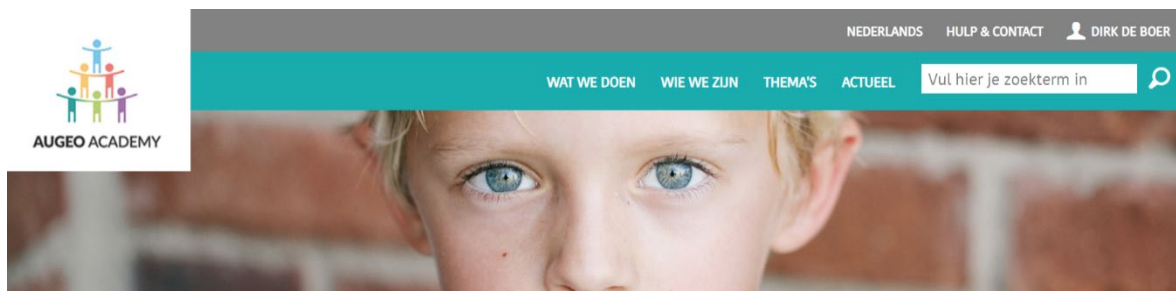 NEDERLANDS HULP & CONTACT DIRK DE BOER
WAT WE DOEN WIE WE ZIJN THEMA'S ACTUEEL Vul hier je zoekterm in
AUGEO ACADEMY